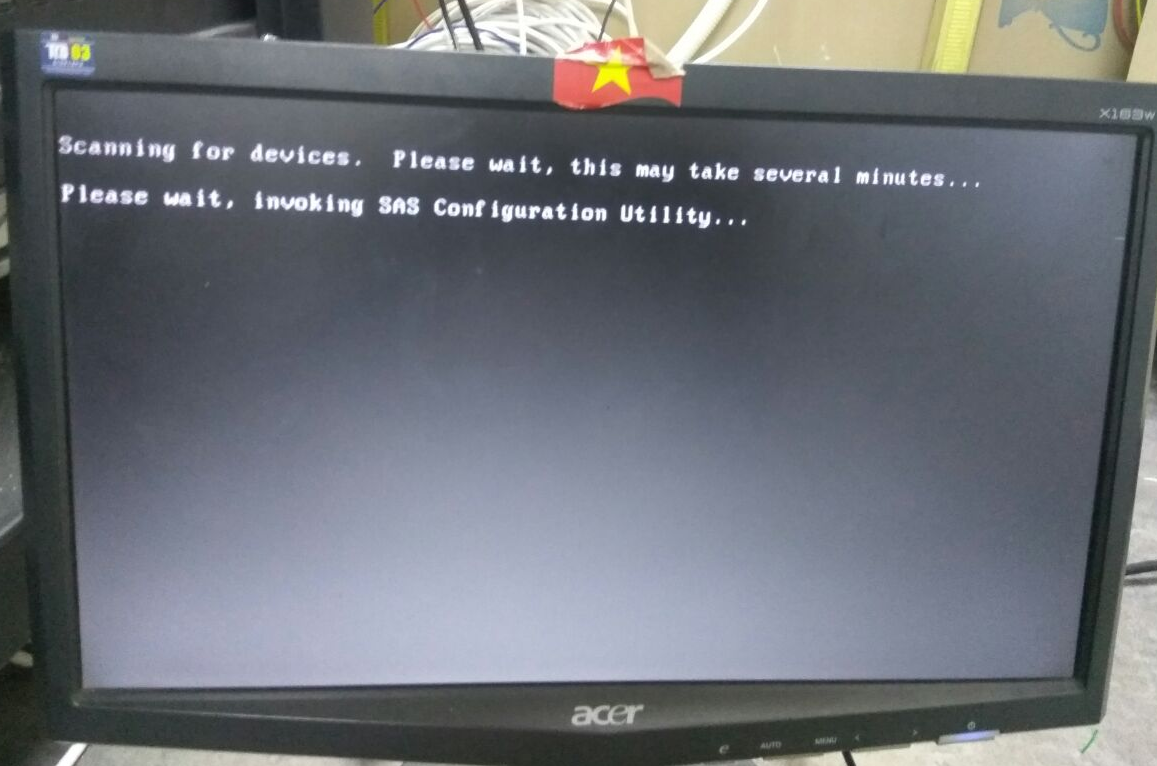 X163w
Scanning for devices.  Please wait, this may take several minutes...
Please wait, invoking SAS Configuration Utility...
acer
e AUTO MENU < >